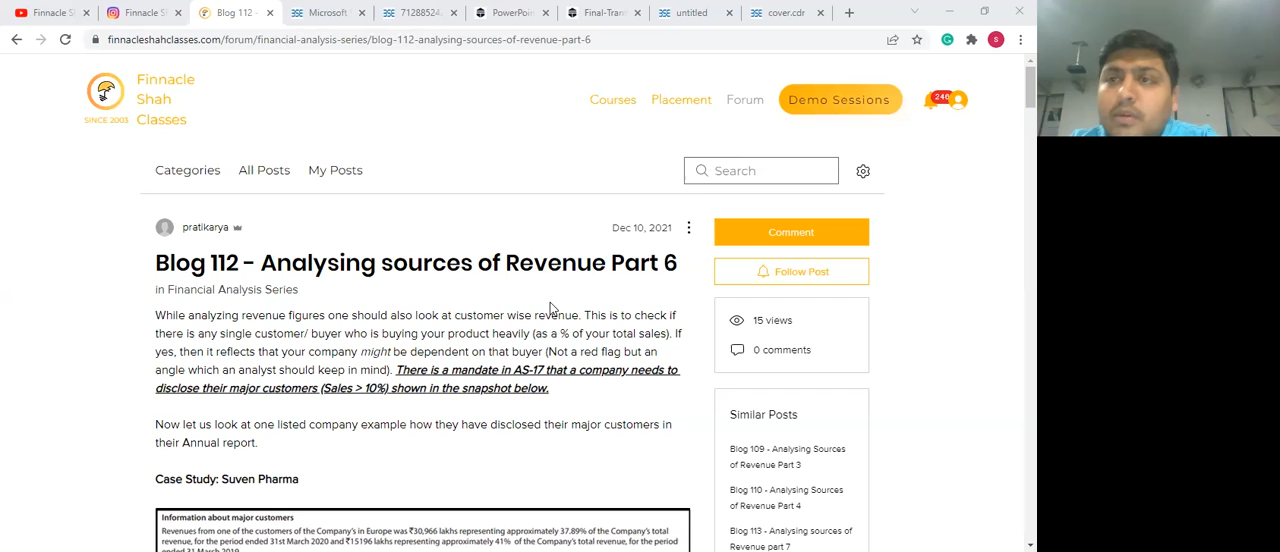 Finnacle Sh
Finnacle Sh
Blog 112 -
Microsoft
71288524
PowerPoin
Final-Tran
untitled
cover.cdr
finnacleshahclasses.com/forum/financial-analysis-series/blog-112-analysing-sources-of-revenue-part-6
S
Finnacle
Shah
Classes
SINCE 2003
Courses
Placement
Forum
Demo Sessions
246
Categories
All Posts
My Posts
Search
pratikarya
Dec 10, 2021
Blog 112 - Analysing sources of Revenue Part 6
in Financial Analysis Series
While analyzing revenue figures one should also look at customer wise revenue. This is to check if
there is any single customer/ buyer who is buying your product heavily (as a % of your total sales). If
yes, then it reflects that your company might be dependent on that buyer (Not a red flag but an
angle which an analyst should keep in mind). There is a mandate in AS-17 that a company needs to
disclose their major customers (Sales > 10%) shown in the snapshot below.
Now let us look at one listed company example how they have disclosed their major customers in
their Annual report.
Case Study: Suven Pharma
Information about major customers
Revenues from one of the customers of the Company's in Europe was ₹30,966 lakhs representing approximately 37.89% of the Company's total
revenue, for the period ended 31st March 2020 and ₹15196 lakhs representing approximately 41% of the Company's total revenue, for the period
ended 31 March 2019
Comment
Follow Post
15 views
0 comments
Similar Posts
Blog 109 - Analysing Sources
of Revenue Part 3
Blog 110 - Analysing Sources
of Revenue Part 4
Blog 113 - Analysing sources of
Revenue part 7